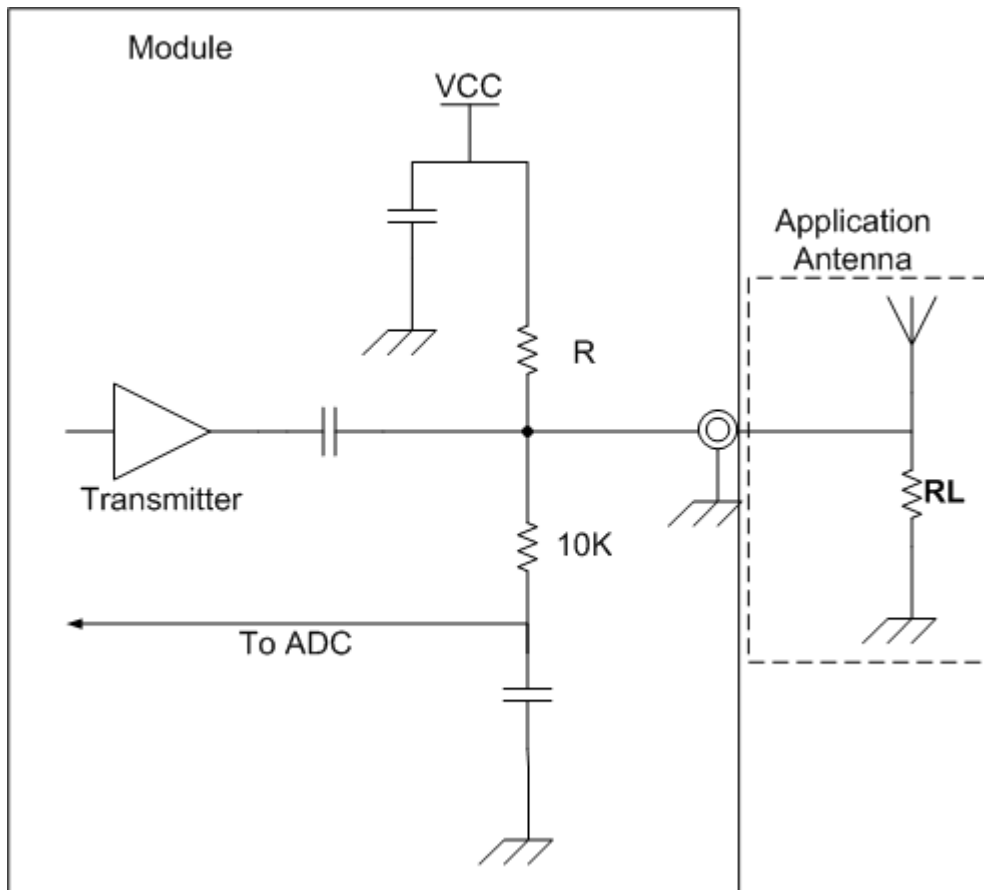 Module
VCC
Application
Antenna
R
Transmitter
RL
10K
To ADC